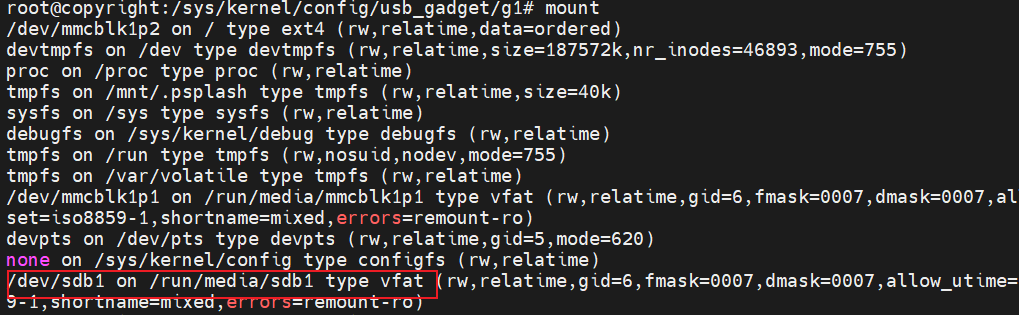 root@copyright:/sys/kernel/config/usb_gadget/g1# mount
/dev/mmcblk1p2 on / type ext4 (rw,relatime,data=ordered)
devtmpfs on /dev type devtmpfs (rw,relatime,size=187572k,nr_inodes=46893,mode=755)
proc on /proc type proc (rw,relatime)
tmpfs on /mnt/.psplash type tmpfs (rw,relatime,size=40k)
sysfs on /sys type sysfs (rw,relatime)
debugfs on /sys/kernel/debug type debugfs (rw,relatime)
tmpfs on /run type tmpfs (rw,nosuid,nodev,mode=755)
tmpfs on /var/volatile type tmpfs (rw,relatime)
/dev/mmcblk1p1 on /run/media/mmcblk1p1 type vfat (rw,relatime,gid=6,fmask=0007,dmask=0007,al
set=iso8859-1,shortname=mixed,errors=remount-ro)
devpts on /dev/pts type devpts (rw,relatime,gid=5,mode=620)
none on /sys/kernel/config type configfs (rw,relatime)
/dev/sdb1 on /run/media/sdb1 type vfat (rw,relatime,gid=6,fmask=0007,dmask=0007,allow_utime=
9-1,shortname=mixed,errors=remount-ro)